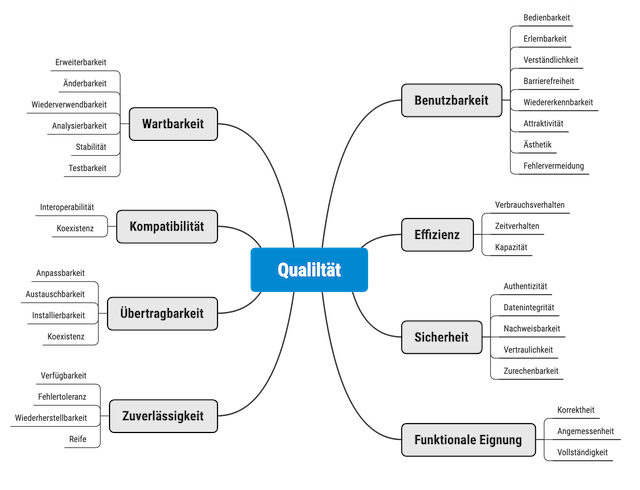 Qualiltät
Wartbarkeit
Erweiterbarkeit
Änderbarkeit
Wiederverwendbarkeit
Analysierbarkeit
Stabilität
Testbarkeit
Kompatibilität
Interoperabilität
Koexistenz
Übertragbarkeit
Anpassbarkeit
Austauschbarkeit
Installierbarkeit
Koexistenz
Zuverlässigkeit
Verfügbarkeit
Fehlertoleranz
Wiederherstellbarkeit
Reife
Benutzbarkeit
Bedienbarkeit
Erlernbarkeit
Verständlichkeit
Barrierefreiheit
Wiedererkennbarkeit
Attraktivität
Ästhetik
Fehlervermeidung
Effizienz
Verbrauchsverhalten
Zeitverhalten
Kapazität
Sicherheit
Authentizität
Datenintegrität
Nachweisbarkeit
Vertraulichkeit
Zurechenbarkeit
Funktionale Eignung
Korrektheit
Angemessenheit
Vollständigkeit